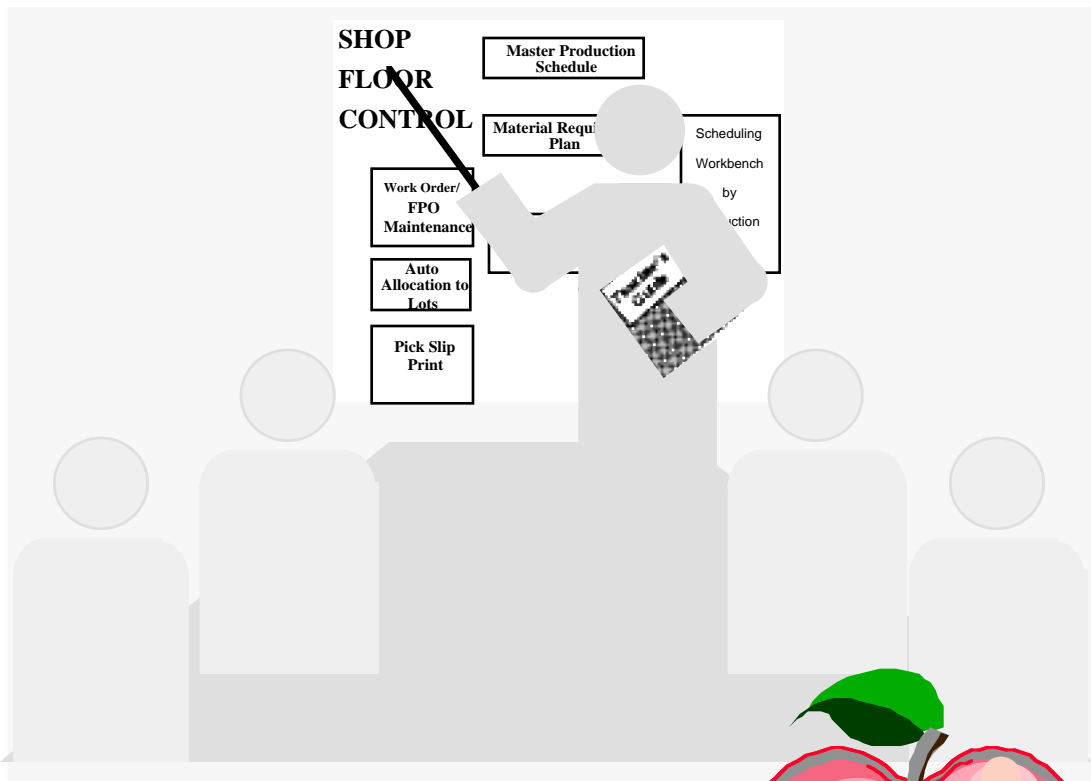 SHOP
FLOOR
CONTROL
Master Production
Schedule
Material
Plan
Scheduling
Workbench
by
Work Order/
FPO
Maintenance
Auto
Allocation to
Lots
Pick Slip
Print